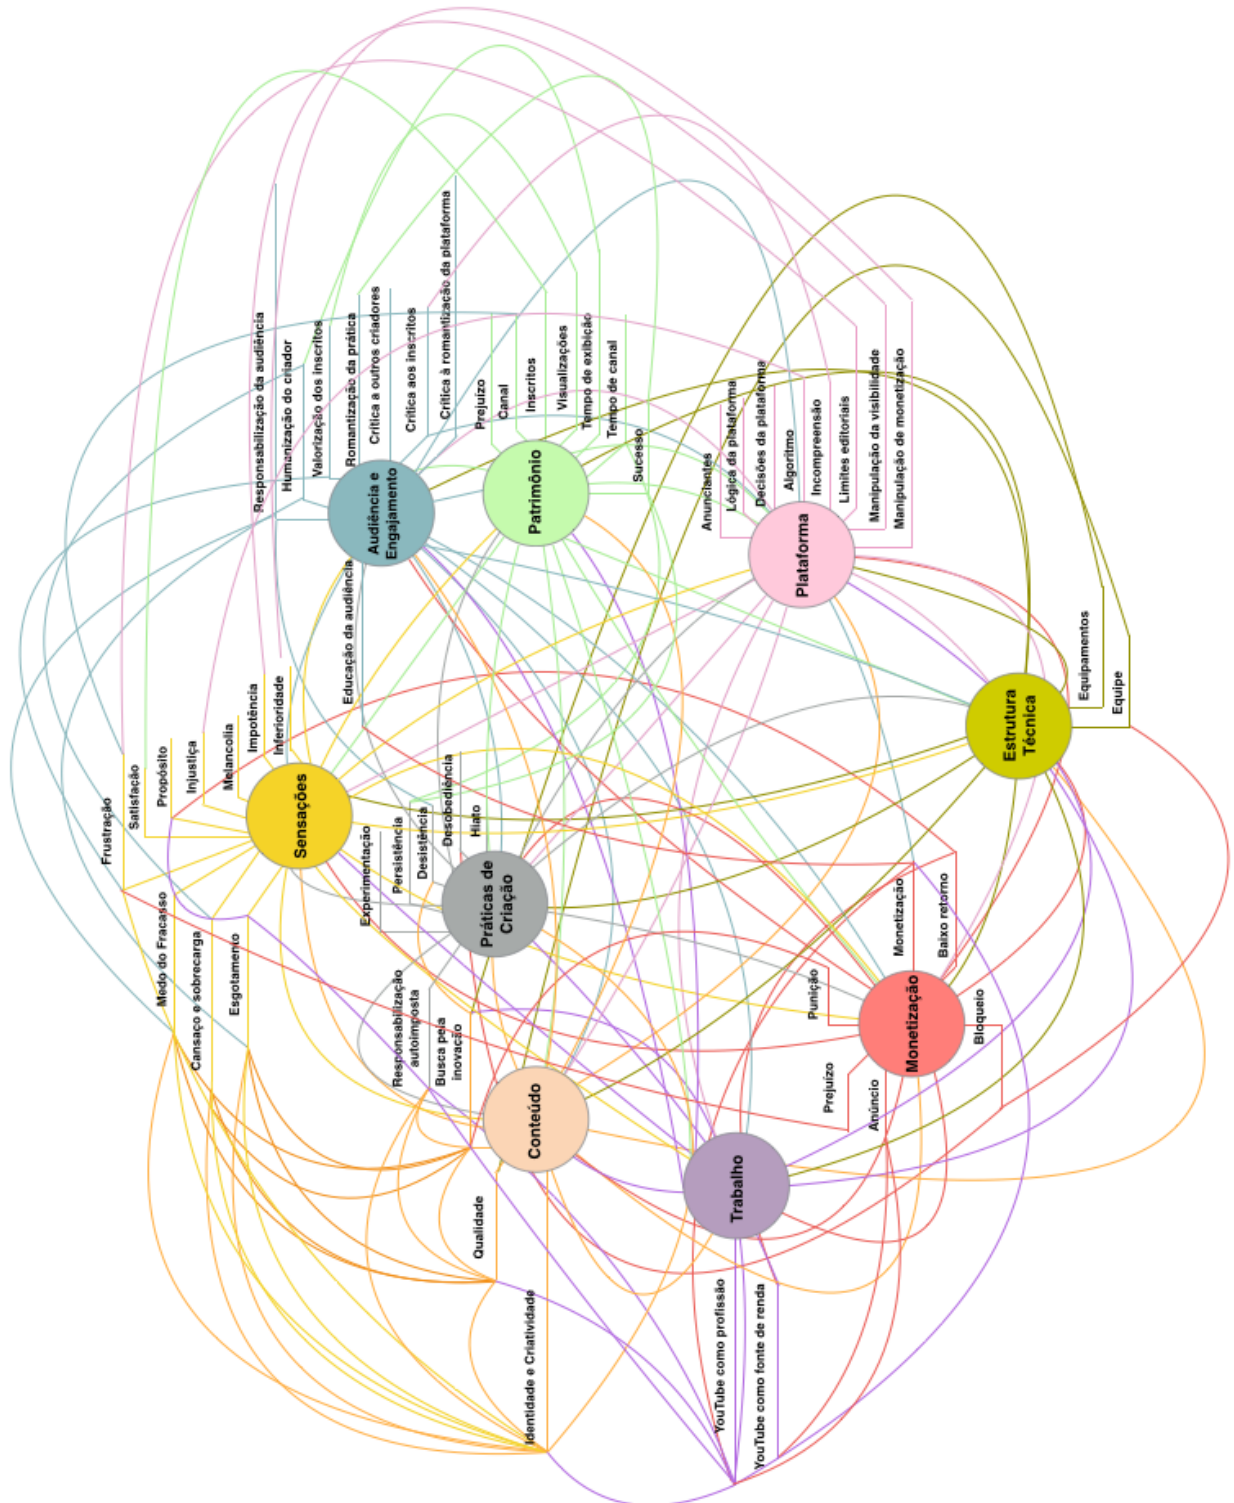 Frustração
Satisfação
Propósito
Injustiça
Melancolia
Impotência
Inferioridade
Medo do Fracasso
Cansaço e sobrecarga
Esgotamento
Sensações
Responsabilização da audiência
Humanização do criador
Valorização dos inscritos
Romantização da prática
Crítica a outros criadores
Crítica aos inscritos
Crítica à romantização da plataforma
Educação da audiência
Audiência e
Engajamento
Prejuízo
Canal
Inscritos
Visualizações
Tempo de exibição
Tempo de canal
Sucesso
Patrimônio
Anunciantes
Lógica da plataforma
Decisões da plataforma
Algoritmo
Incompreensão
Limites editoriais
Manipulação da visibilidade
Manipulação de monetização
Plataforma
Experimentação
Persistência
Desistência
Desobediência
Hiato
Práticas de
Criação
Responsabilização
autoimposta
Busca pela
inovação
Conteúdo
Qualidade
Identidade e Criatividade
Estrutura
Técnica
Equipamentos
Equipe
Punição
Monetização
Baixo retorno
Monetização
Bloqueio
Prejuízo
Anúncio
Trabalho
YouTube como profissão
YouTube como fonte de renda